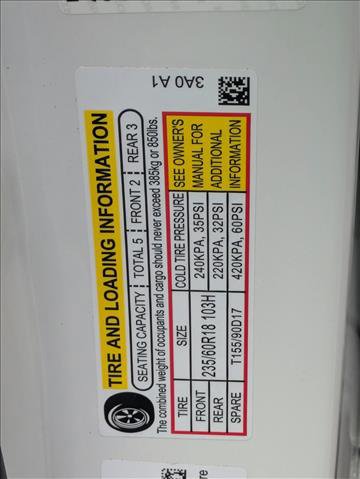 3A0 A1
TIRE AND LOADING INFORMATION
SEATING CAPACITY | TOTAL 5 | FRONT 2 | REAR 3
The combined weight of occupants and cargo should never exceed 385kg or 850lbs.
TIRE SIZE COLD TIRE PRESSURE SEE OWNER'S
FRONT 235/60R18 103H 240KPA, 35PSI MANUAL FOR
REAR 220KPA, 32PSI ADDITIONAL
SPARE T155/90D17 420KPA, 60PSI INFORMATION